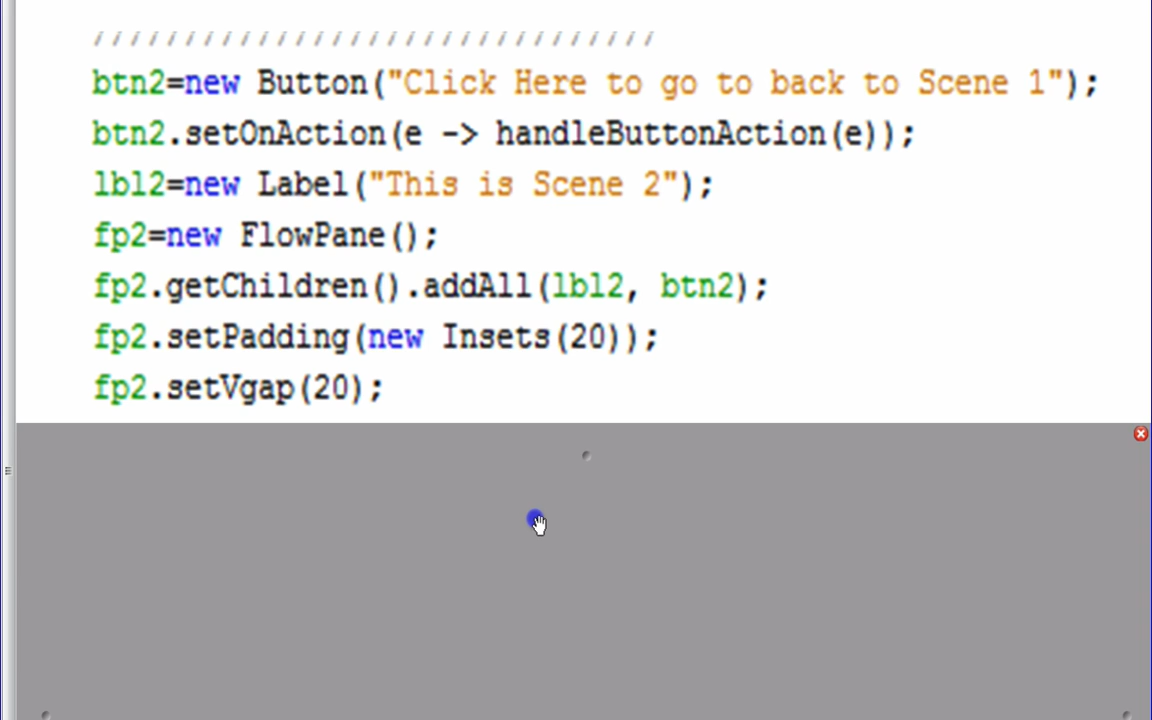 ///////////////////////////////
btn2=new Button("Click Here to go to back to Scene 1");
btn2.setOnAction(e -> handleButtonAction(e));
lbl2=new Label("This is Scene 2");
fp2=new FlowPane();
fp2.getChildren().addAll(lbl2, btn2);
fp2.setPadding(new Insets(20));
fp2.setVgap(20);